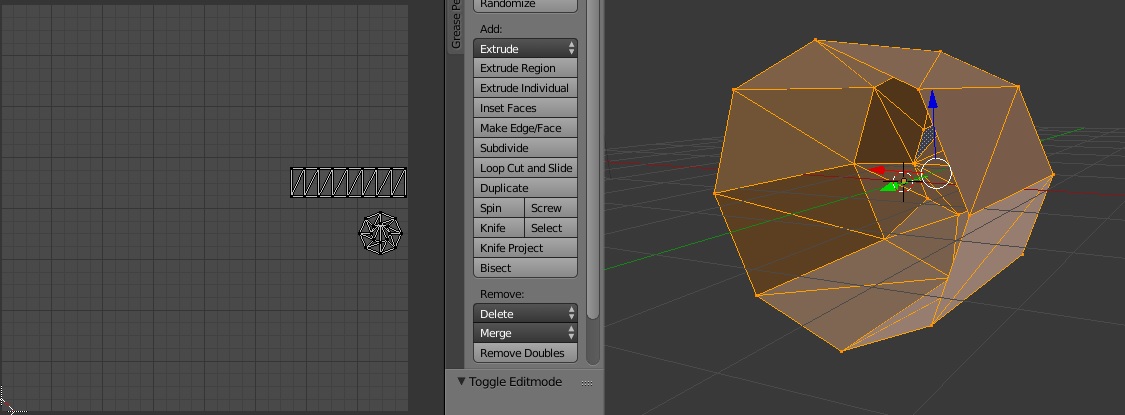 Grease Pe
Randomize
Add:
Extrude
Extrude Region
Extrude Individual
Inset Faces
Make Edge/Face
Subdivide
Loop Cut and Slide
Duplicate
Spin Screw
Knife Select
Knife Project
Bisect
Remove:
Delete
Merge
Remove Doubles
Toggle Editmode